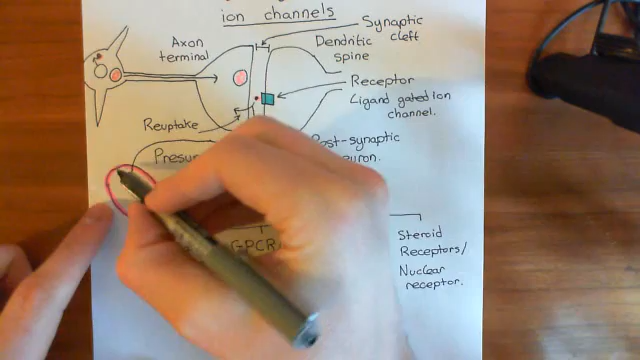 ion channels
Synaptic
cleft
Axon
terminal
Dendritic
spine
Receptor
Ligand gated ion
channel.
Reuptake
Post-synaptic
GPCR
Steroid
Receptors/
Nuclear
receptor.